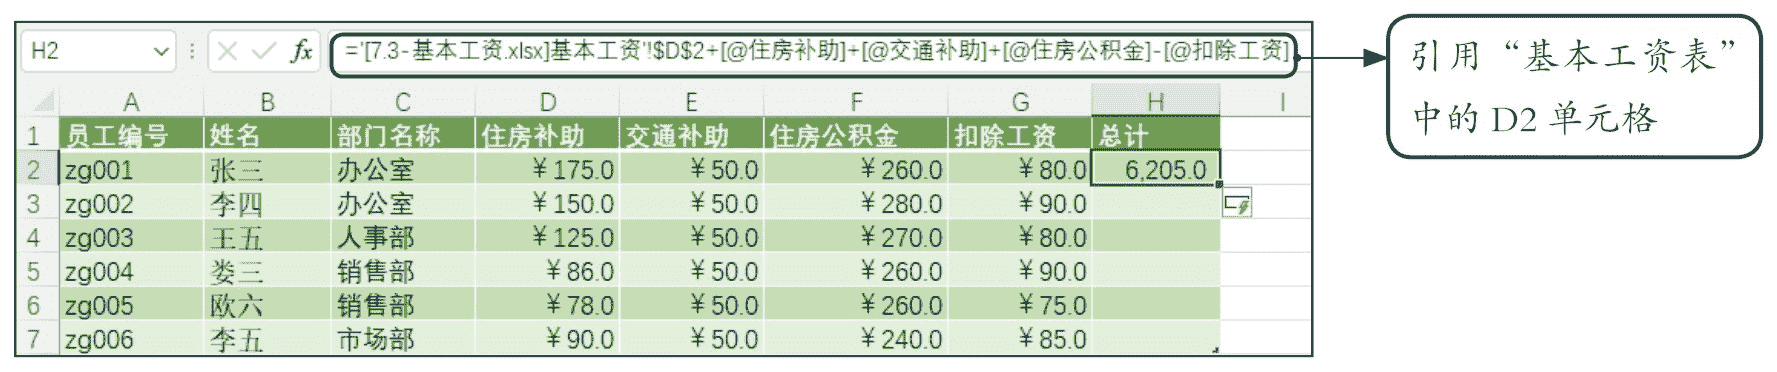 H2 fx ='[7.3-基本工资.xlsx]基本工资'!$D$2+[@住房补助]+[@交通补助]+[@住房公积金]-[@扣除工资]
引用“基本工资表”
中的 D2 单元格
A B C D E F G H I
1 员工编号 姓名 部门名称 住房补助 交通补助 住房公积金 扣除工资 总计
2 zg001 张三 办公室 ￥175.0 ￥50.0 ￥260.0 ￥80.0 6,205.0
3 zg002 李四 办公室 ￥150.0 ￥50.0 ￥280.0 ￥90.0
4 zg003 王五 人事部 ￥125.0 ￥50.0 ￥270.0 ￥80.0
5 zg004 娄三 销售部 ￥86.0 ￥50.0 ￥260.0 ￥90.0
6 zg005 欧六 销售部 ￥78.0 ￥50.0 ￥260.0 ￥75.0
7 zg006 李五 市场部 ￥90.0 ￥50.0 ￥240.0 ￥85.0